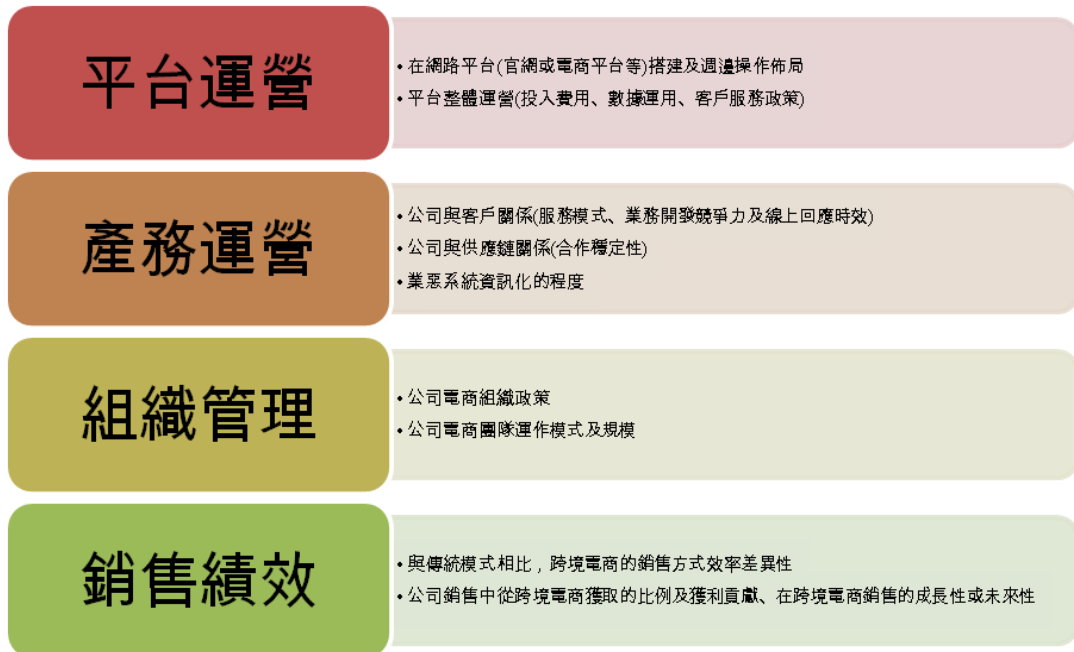 平台運營
• 在網路平台(官網或電商平台等)搭建及週邊操作佈局
• 平台整體運營(投入費用、數據運用、客戶服務政策)
產務運營
• 公司與客戶關係(服務模式、業務開發競爭力及線上回應時效)
• 公司與供應鏈關係(合作穩定性)
• 業惡系統資訊化的程度
組織管理
• 公司電商組織政策
• 公司電商團隊運作模式及規模
銷售績效
• 與傳統模式相比，跨境電商的銷售方式效率差異性
• 公司銷售中從跨境電商獲取的比例及獲利貢獻、在跨境電商銷售的成長性或未來性